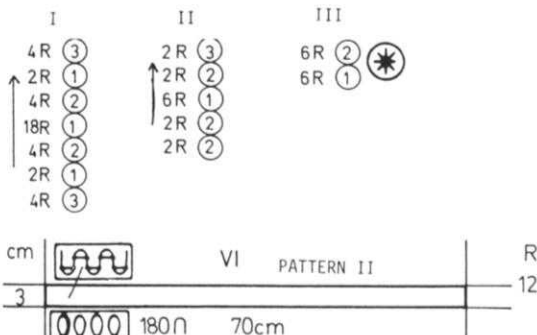 I
4R 3
2R 1
4R 2
18R 1
4R 2
2R 1
4R 3
II
2R 3
2R 2
6R 1
2R 2
2R 2
III
6R 2
6R 1
cm VI PATTERN II R
3 12
180∩ 70cm